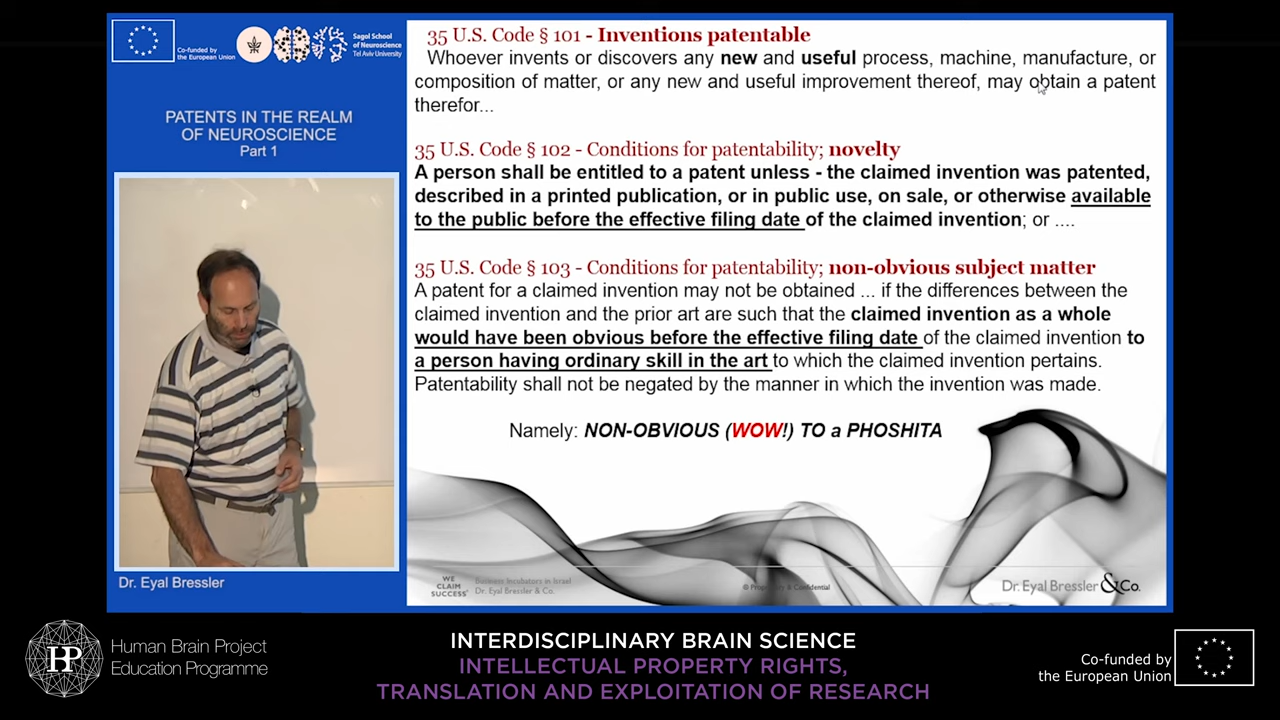 Co-funded by
the European Union
Sagol School
of Neuroscience
Tel Aviv University
PATENTS IN THE REALM
OF NEUROSCIENCE
Part 1
Dr. Eyal Bressler
35 U.S. Code § 101 - Inventions patentable
Whoever invents or discovers any new and useful process, machine, manufacture, or
composition of matter, or any new and useful improvement thereof, may obtain a patent
therefor...
35 U.S. Code § 102 - Conditions for patentability; novelty
A person shall be entitled to a patent unless - the claimed invention was patented,
described in a printed publication, or in public use, on sale, or otherwise available
to the public before the effective filing date of the claimed invention; or ....
35 U.S. Code § 103 - Conditions for patentability; non-obvious subject matter
A patent for a claimed invention may not be obtained ... if the differences between the
claimed invention and the prior art are such that the claimed invention as a whole
would have been obvious before the effective filing date of the claimed invention to
a person having ordinary skill in the art to which the claimed invention pertains.
Patentability shall not be negated by the manner in which the invention was made.
Namely: NON-OBVIOUS (WOW!) TO a PHOSHITA
WE
CLAIM
SUCCESS
Business Incubators in Israel
Dr. Eyal Bressler & Co.
& Confidential
Dr. Eyal Bressler &Co.
HP
Human Brain Project
Education Programme
INTERDISCIPLINARY BRAIN SCIENCE
INTELLECTUAL PROPERTY RIGHTS,
TRANSLATION AND EXPLOITATION OF RESEARCH
Co-funded by
the European Union